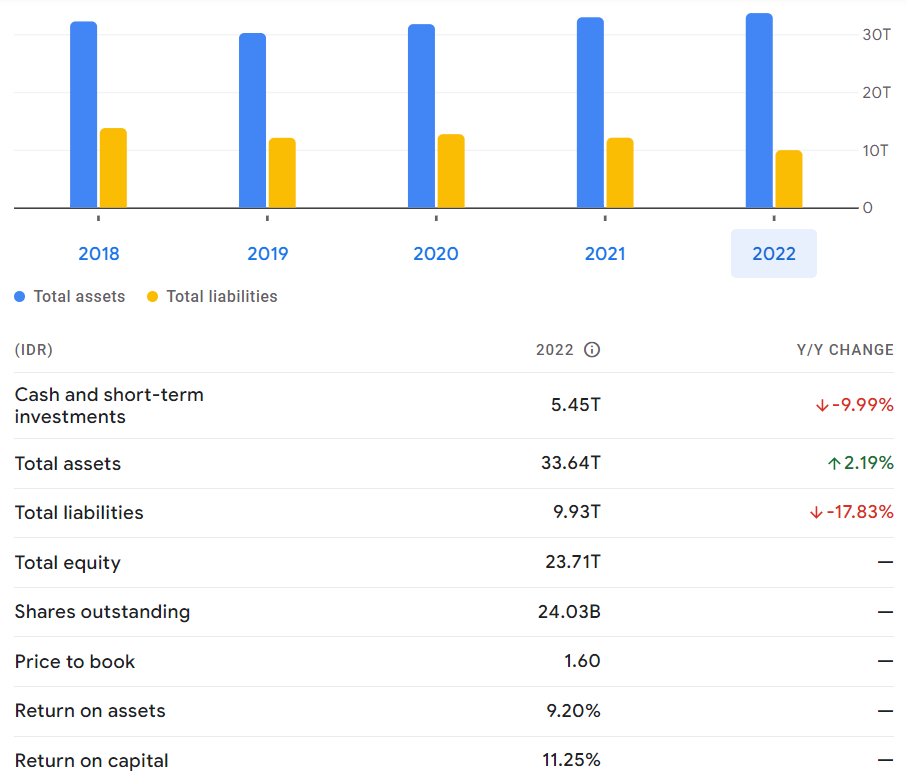 30T
20T
10T
0
2018 2019 2020 2021 2022
Total assets Total liabilities
(IDR) 2022 Y/Y CHANGE
Cash and short-term
investments 5.45T ↓-9.99%
Total assets 33.64T ↑2.19%
Total liabilities 9.93T ↓-17.83%
Total equity 23.71T —
Shares outstanding 24.03B —
Price to book 1.60 —
Return on assets 9.20% —
Return on capital 11.25% —